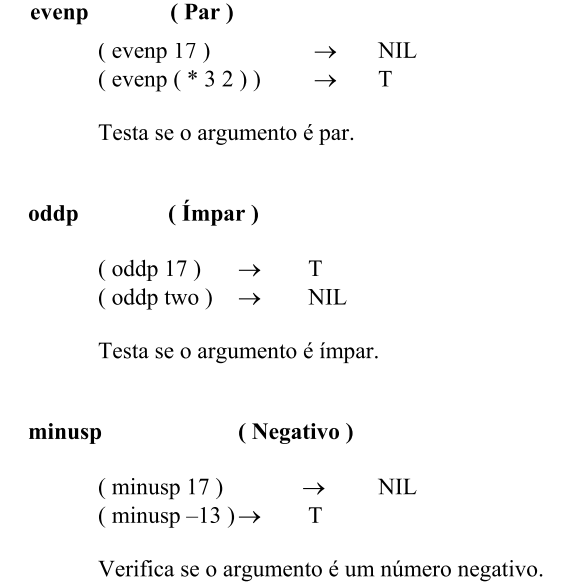 evenp ( Par )
( evenp 17 ) → NIL
( evenp ( * 3 2 ) ) → T
Testa se o argumento é par.
oddp ( Ímpar )
( oddp 17 ) → T
( oddp two ) → NIL
Testa se o argumento é ímpar.
minusp ( Negativo )
( minusp 17 ) → NIL
( minusp –13 ) → T
Verifica se o argumento é um número negativo.